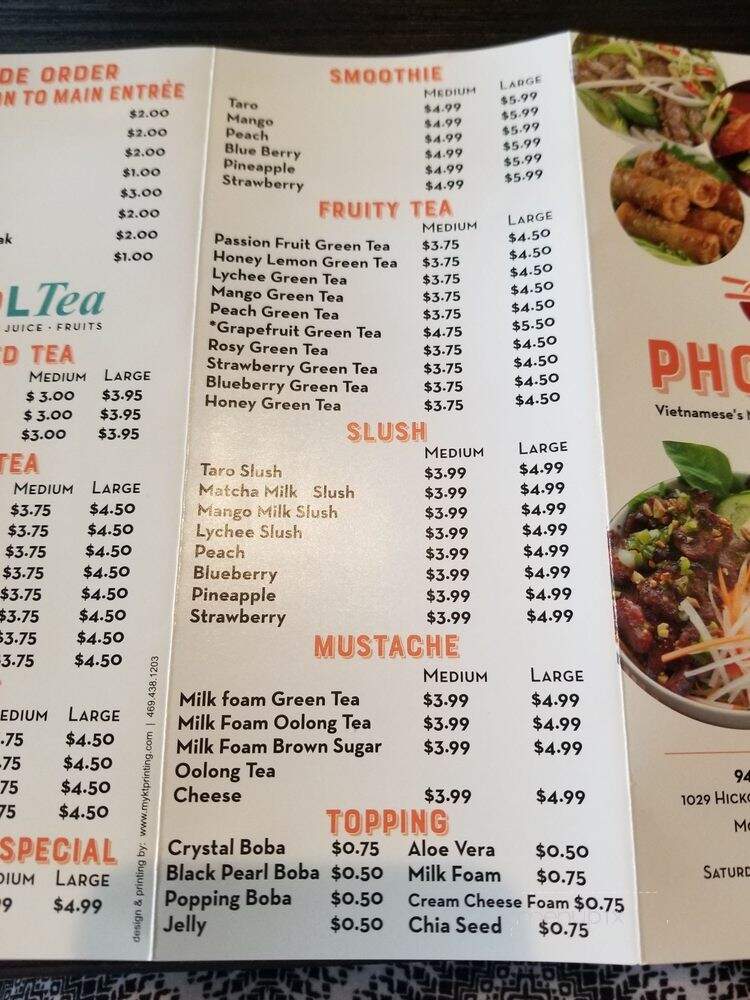 DE ORDER
ON TO MAIN ENTRÉE
$2.00
$2.00
$2.00
$1.00
$3.00
$2.00
$2.00
$1.00
LTea
JUICE · FRUITS
TEA
MEDIUM LARGE
$3.00 $3.95
$3.00 $3.95
$3.00 $3.95
TEA
MEDIUM LARGE
$3.75 $4.50
$3.75 $4.50
$3.75 $4.50
$3.75 $4.50
$3.75 $4.50
$3.75 $4.50
$3.75 $4.50
3.75 $4.50
EDIUM LARGE
.75 $4.50
.75 $4.50
75 $4.50
75 $4.50
SPECIAL
DIUM LARGE
9 $4.99
design & printing by: www.myktprinting.com | 469.438.1203
SMOOTHIE
MEDIUM LARGE
Taro $4.99 $5.99
Mango $4.99 $5.99
Peach $4.99 $5.99
Blue Berry $4.99 $5.99
Pineapple $4.99 $5.99
Strawberry $4.99 $5.99
FRUITY TEA
MEDIUM LARGE
Passion Fruit Green Tea $3.75 $4.50
Honey Lemon Green Tea $3.75 $4.50
Lychee Green Tea $3.75 $4.50
Mango Green Tea $3.75 $4.50
Peach Green Tea $3.75 $4.50
*Grapefruit Green Tea $4.75 $5.50
Rosy Green Tea $3.75 $4.50
Strawberry Green Tea $3.75 $4.50
Blueberry Green Tea $3.75 $4.50
Honey Green Tea $3.75 $4.50
SLUSH
MEDIUM LARGE
Taro Slush $3.99 $4.99
Matcha Milk Slush $3.99 $4.99
Mango Milk Slush $3.99 $4.99
Lychee Slush $3.99 $4.99
Peach $3.99 $4.99
Blueberry $3.99 $4.99
Pineapple $3.99 $4.99
Strawberry $3.99 $4.99
MUSTACHE
MEDIUM LARGE
Milk foam Green Tea $3.99 $4.99
Milk Foam Oolong Tea $3.99 $4.99
Milk Foam Brown Sugar $3.99 $4.99
Oolong Tea
Cheese $3.99 $4.99
TOPPING
Crystal Boba $0.75 Aloe Vera $0.50
Black Pearl Boba $0.50 Milk Foam $0.75
Popping Boba $0.50 Cream Cheese Foam $0.75
Jelly $0.50 Chia Seed $0.75
PHO
Vietnamese's
94
1029 HICKO
SATURD